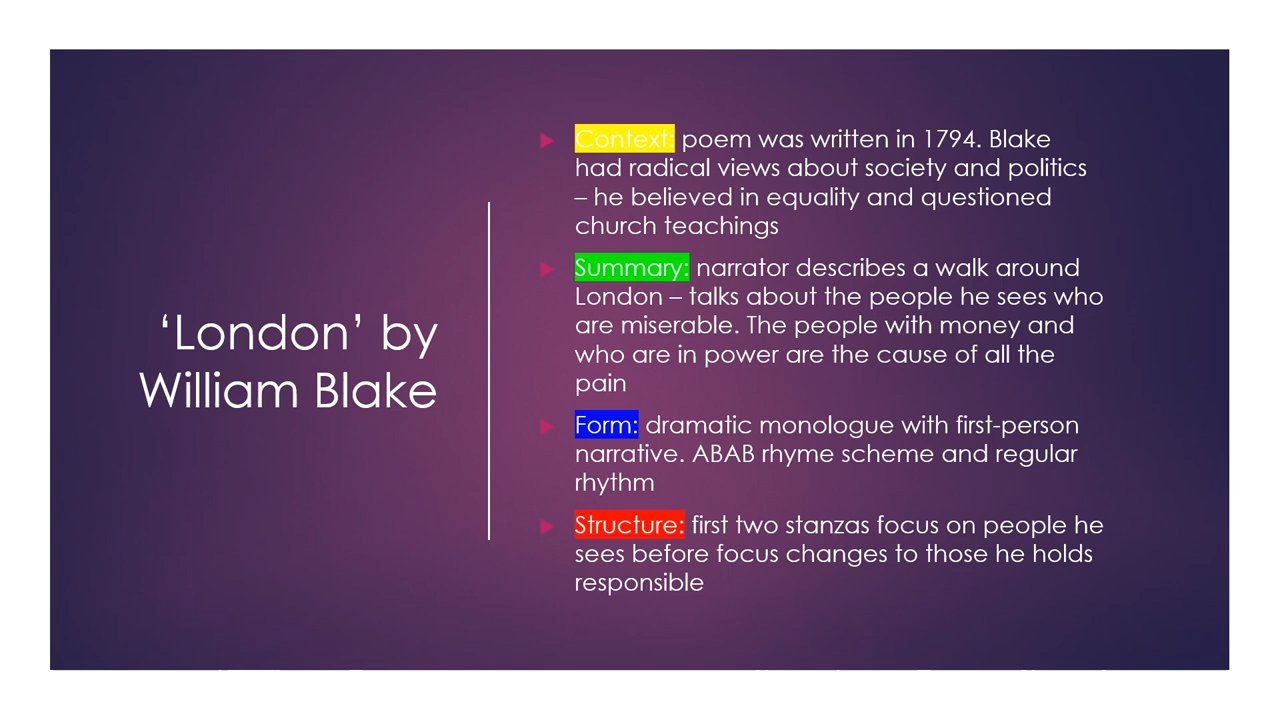 ‘London’ by
William Blake
Context: poem was written in 1794. Blake
had radical views about society and politics
– he believed in equality and questioned
church teachings
Summary: narrator describes a walk around
London – talks about the people he sees who
are miserable. The people with money and
who are in power are the cause of all the
pain
Form: dramatic monologue with first-person
narrative. ABAB rhyme scheme and regular
rhythm
Structure: first two stanzas focus on people he
sees before focus changes to those he holds
responsible